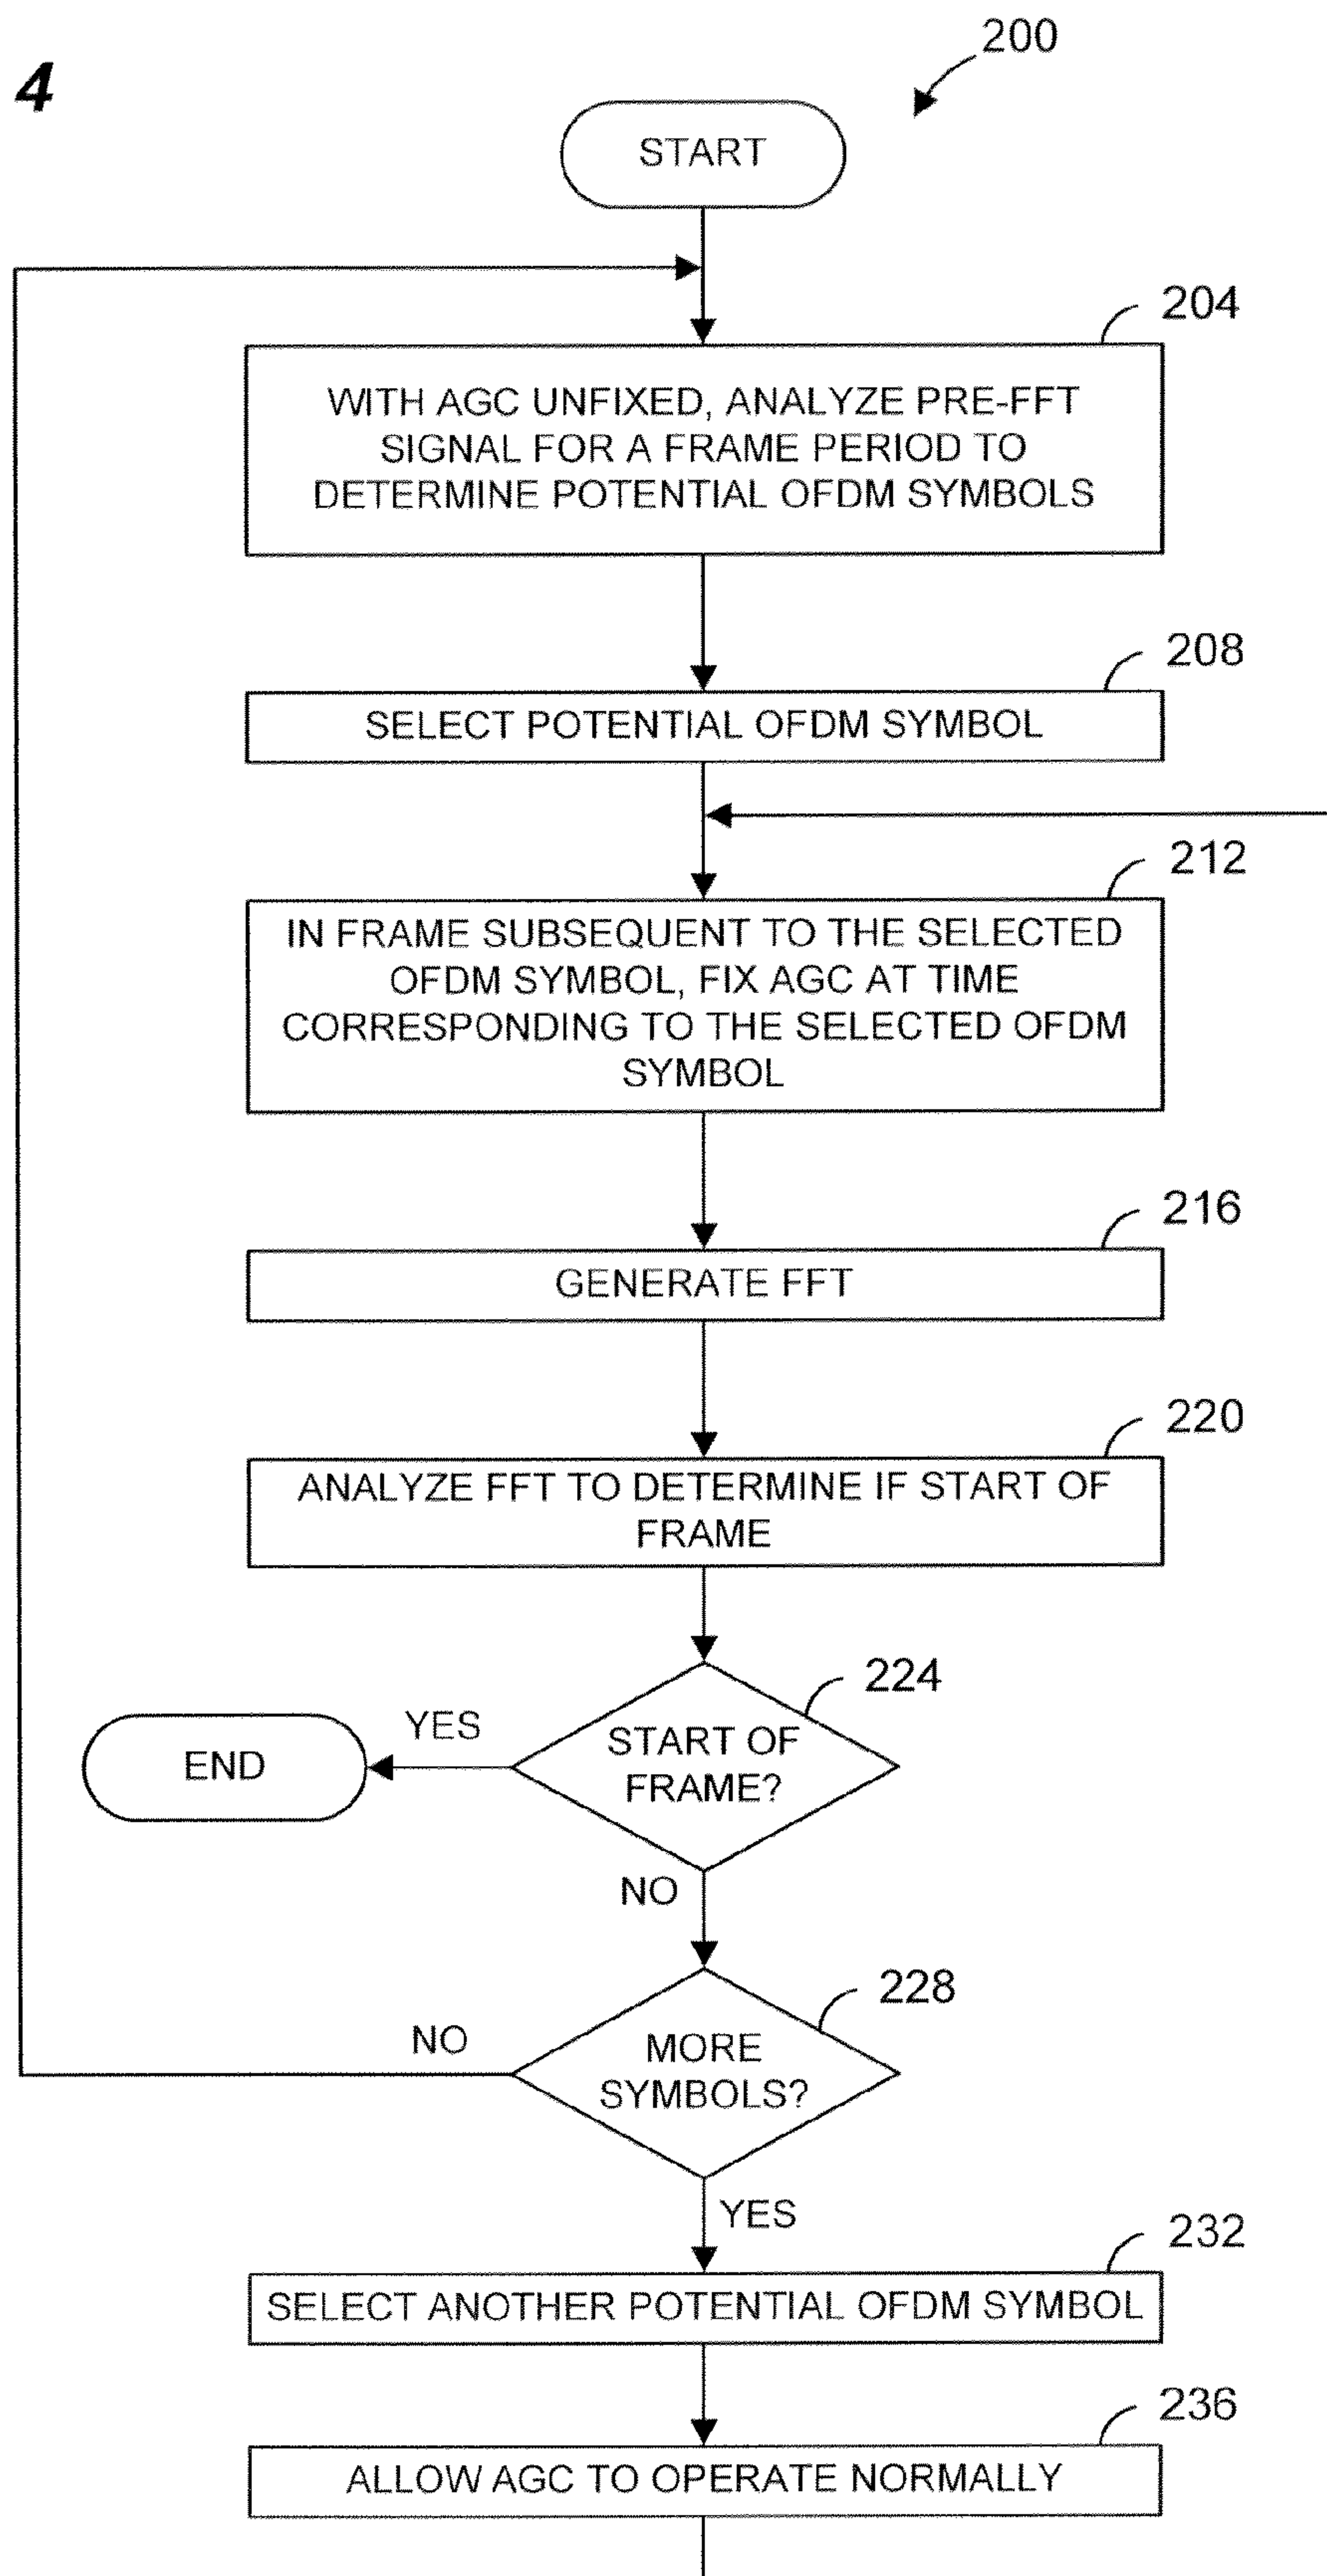 4
200
START
204
WITH AGC UNFIXED, ANALYZE PRE-FFT
SIGNAL FOR A FRAME PERIOD TO
DETERMINE POTENTIAL OFDM SYMBOLS
208
SELECT POTENTIAL OFDM SYMBOL
212
IN FRAME SUBSEQUENT TO THE SELECTED
OFDM SYMBOL, FIX AGC AT TIME
CORRESPONDING TO THE SELECTED OFDM
SYMBOL
216
GENERATE FFT
220
ANALYZE FFT TO DETERMINE IF START OF
FRAME
224
START OF
FRAME?
YES
END
NO
228
MORE
SYMBOLS?
NO
YES
232
SELECT ANOTHER POTENTIAL OFDM SYMBOL
236
ALLOW AGC TO OPERATE NORMALLY